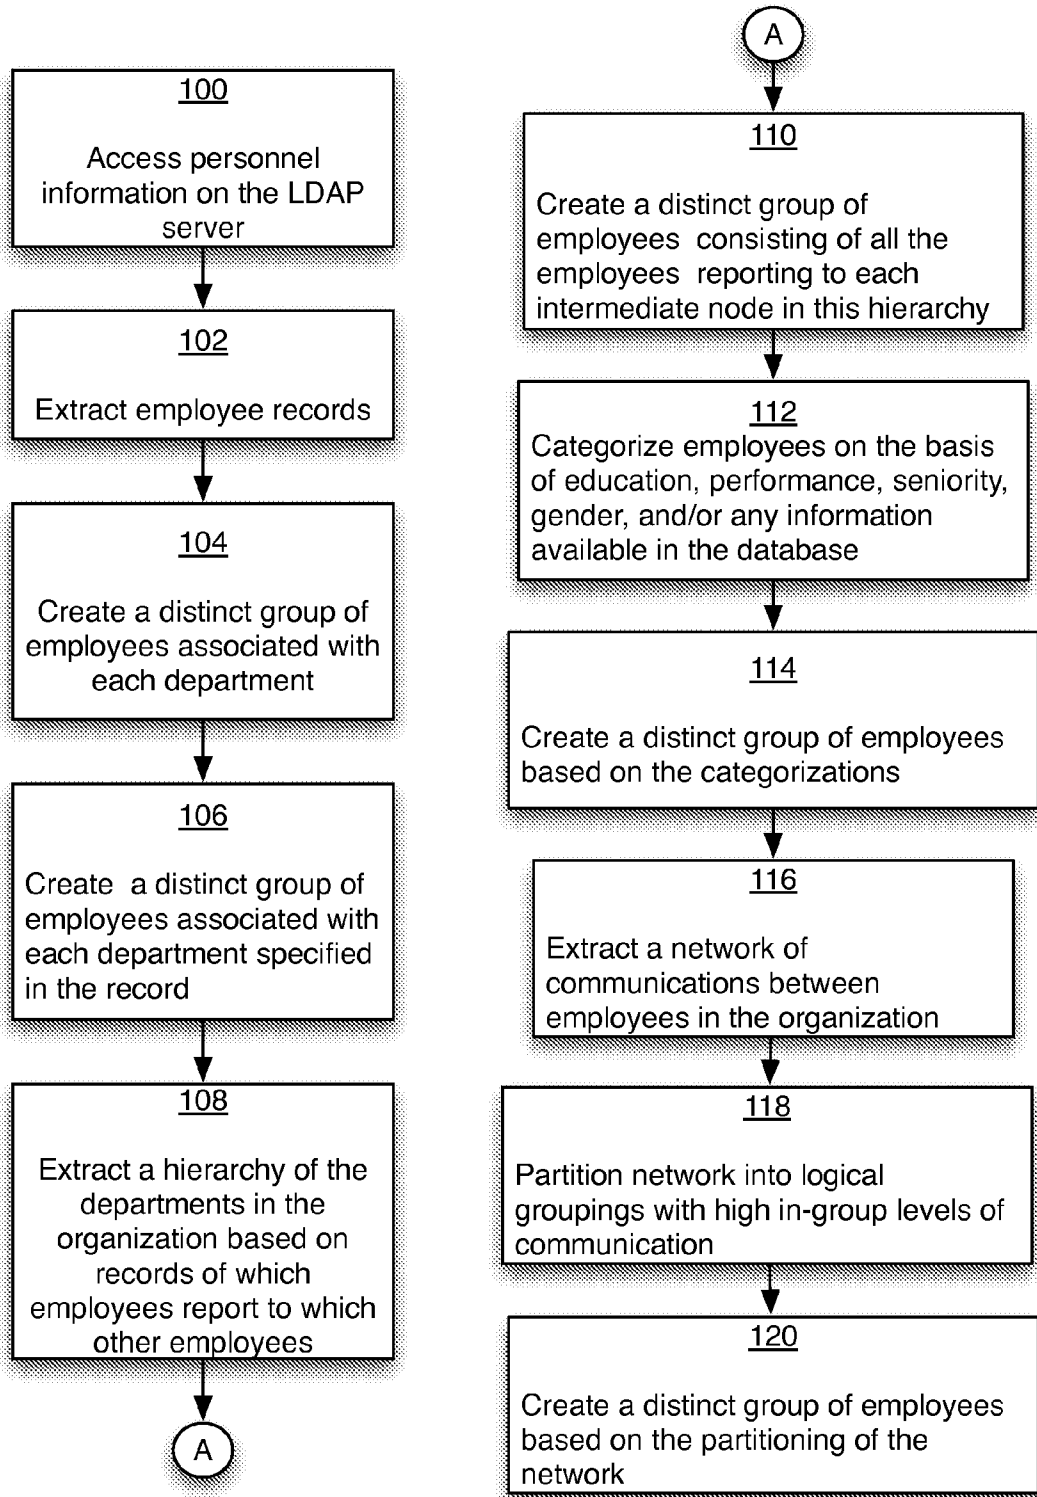 100
Access personnel
information on the LDAP
server
102
Extract employee records
104
Create a distinct group of
employees associated with
each department
106
Create a distinct group of
employees associated with
each department specified
in the record
108
Extract a hierarchy of the
departments in the
organization based on
records of which
employees report to which
other employees
A
A
110
Create a distinct group of
employees consisting of all the
employees reporting to each
intermediate node in this hierarchy
112
Categorize employees on the basis
of education, performance, seniority,
gender, and/or any information
available in the database
114
Create a distinct group of employees
based on the categorizations
116
Extract a network of
communications between
employees in the organization
118
Partition network into logical
groupings with high in-group levels of
communication
120
Create a distinct group of employees
based on the partitioning of the
network